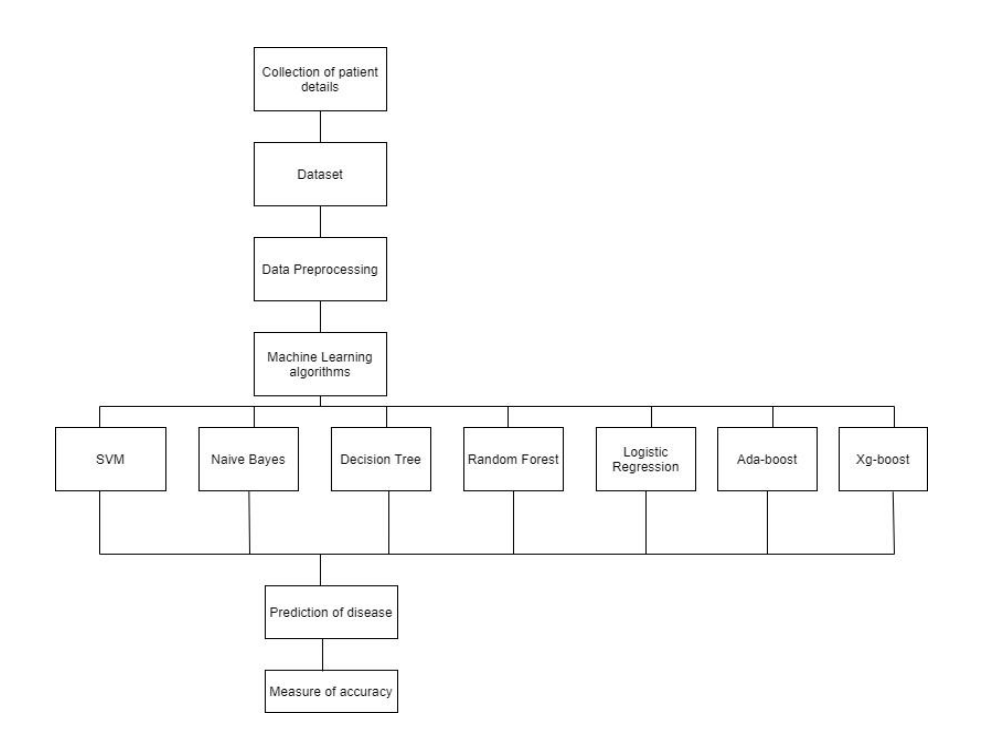 Collection of patient
details
Dataset
Data Preprocessing
Machine Learning
algorithms
SVM
Naive Bayes
Decision Tree
Random Forest
Logistic
Regression
Ada-boost
Xg-boost
Prediction of disease
Measure of accuracy